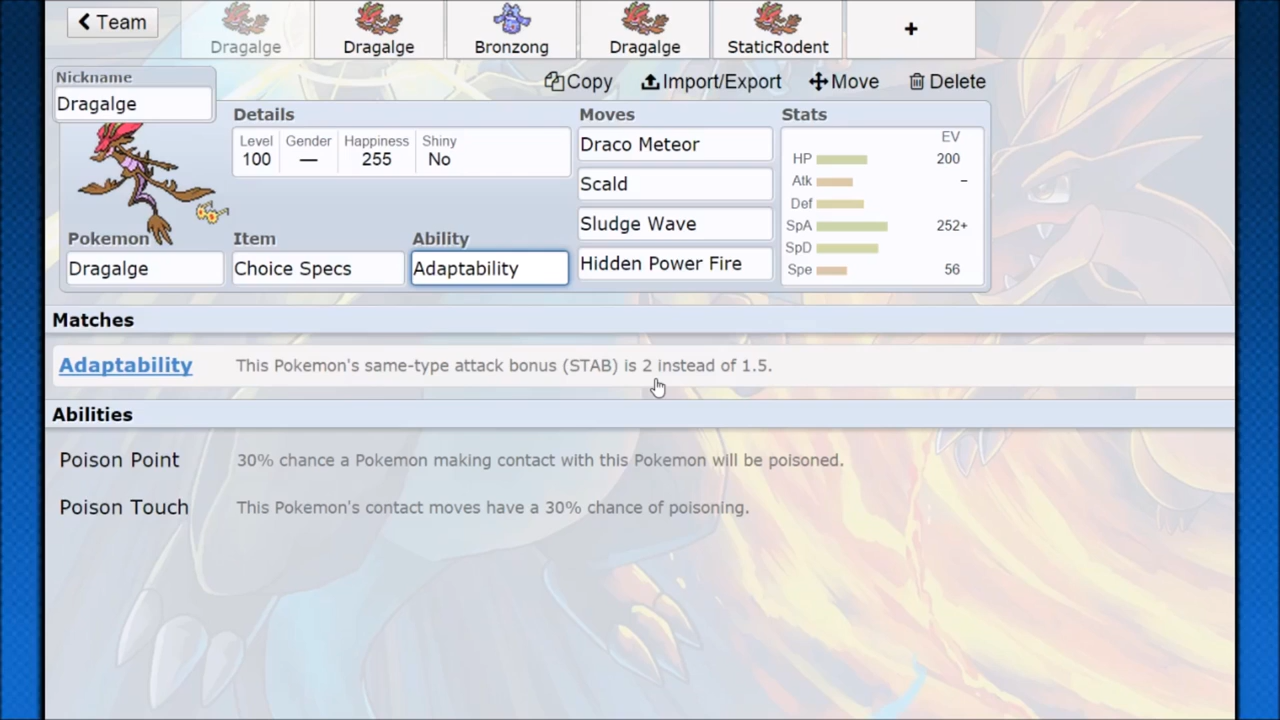 Team
Dragalge
Dragalge
Bronzong
Dragalge
StaticRodent
+
Copy
Import/Export
Move
Delete
Nickname
Dragalge
Details
Level
Gender
Happiness
Shiny
100
—
255
No
Pokemon
Dragalge
Item
Choice Specs
Ability
Adaptability
Moves
Draco Meteor
Scald
Sludge Wave
Hidden Power Fire
Stats
EV
HP 200
Atk –
Def
SpA 252+
SpD
Spe 56
Matches
Adaptability This Pokemon's same-type attack bonus (STAB) is 2 instead of 1.5.
Abilities
Poison Point 30% chance a Pokemon making contact with this Pokemon will be poisoned.
Poison Touch This Pokemon's contact moves have a 30% chance of poisoning.